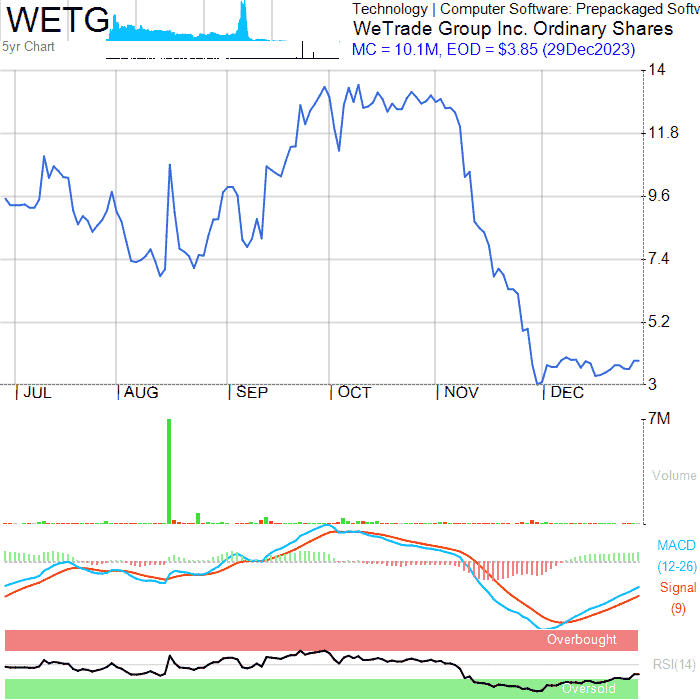 WETG
5yr Chart
Technology | Computer Software: Prepackaged Softw
WeTrade Group Inc. Ordinary Shares
MC = 10.1M, EOD = $3.85 (29Dec2023)
14
11.8
9.6
7.4
5.2
3
JUL AUG SEP OCT NOV DEC
7M
Volume
MACD
(12-26)
Signal
(9)
Overbought
RSI(14)
Oversold